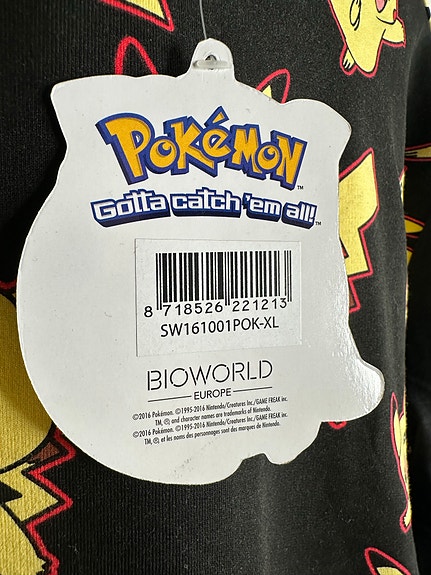 POKéMON™
Gotta catch 'em all!™
8 718526 221213
SW161001POK-XL
BIOWORLD
EUROPE
©2016 Pokémon. ©1995-2016 Nintendo/Creatures Inc./GAME FREAK inc.
TM, ® and character names are trademarks of Nintendo.
©2016 Pokémon. ©1995-2016 Nintendo/Creatures Inc./GAME FREAK inc.
TM, ® et les noms des personnages sont des marques de Nintendo.